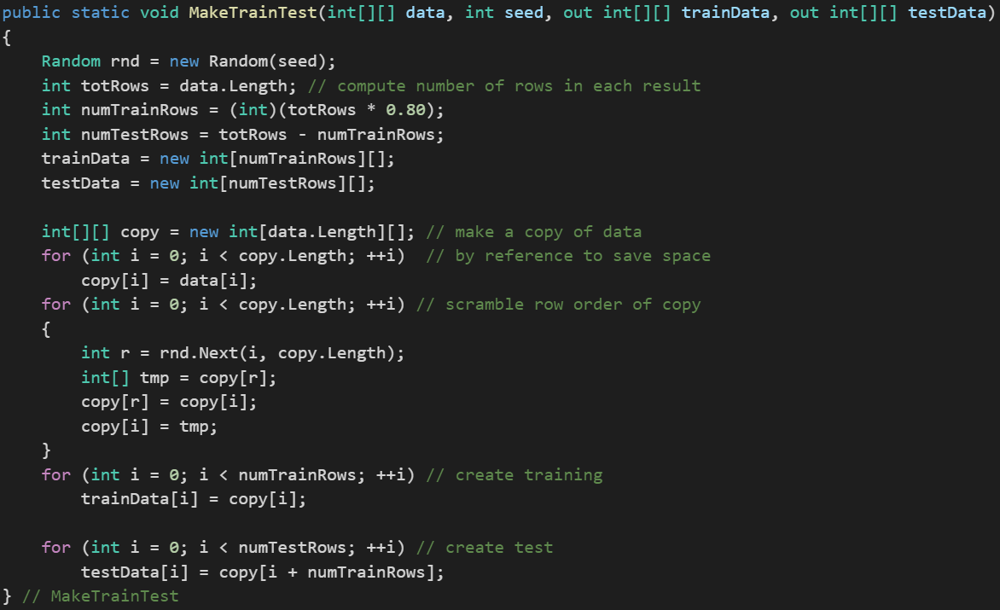 public static void MakeTrainTest(int[][] data, int seed, out int[][] trainData, out int[][] testData)
{
    Random rnd = new Random(seed);
    int totRows = data.Length; // compute number of rows in each result
    int numTrainRows = (int)(totRows * 0.80);
    int numTestRows = totRows - numTrainRows;
    trainData = new int[numTrainRows][];
    testData = new int[numTestRows][];

    int[][] copy = new int[data.Length][]; // make a copy of data
    for (int i = 0; i < copy.Length; ++i)  // by reference to save space
        copy[i] = data[i];
    for (int i = 0; i < copy.Length; ++i) // scramble row order of copy
    {
        int r = rnd.Next(i, copy.Length);
        int[] tmp = copy[r];
        copy[r] = copy[i];
        copy[i] = tmp;
    }
    for (int i = 0; i < numTrainRows; ++i) // create training
        trainData[i] = copy[i];

    for (int i = 0; i < numTestRows; ++i) // create test
        testData[i] = copy[i + numTrainRows];
} // MakeTrainTest